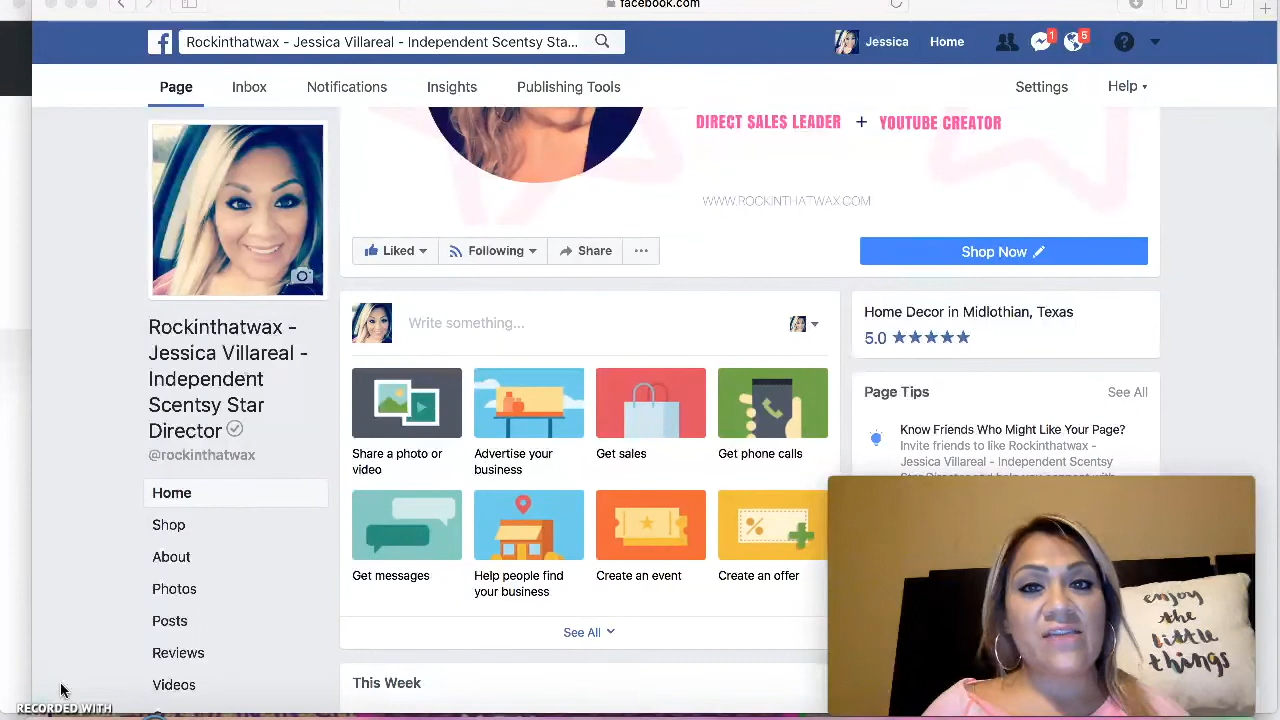 facebook.com
Rockinthatwax - Jessica Villareal - Independent Scentsy Sta...
Jessica
Home
1
5
Page
Inbox
Notifications
Insights
Publishing Tools
Settings
Help
DIRECT SALES LEADER + YOUTUBE CREATOR
WWW.ROCKINTHATWAX.COM
Liked
Following
Share
Shop Now
Rockinthatwax -
Jessica Villareal -
Independent
Scentsy Star
Director
@rockinthatwax
Home
Shop
About
Photos
Posts
Reviews
Videos
Write something...
Share a photo or
video
Advertise your
business
Get sales
Get phone calls
Get messages
Help people find
your business
Create an event
Create an offer
See All
This Week
Home Decor in Midlothian, Texas
5.0
Page Tips
See All
Know Friends Who Might Like Your Page?
Invite friends to like Rockinthatwax -
Jessica Villareal - Independent Scentsy
enjoy
the
little
things
RECORDED WITH